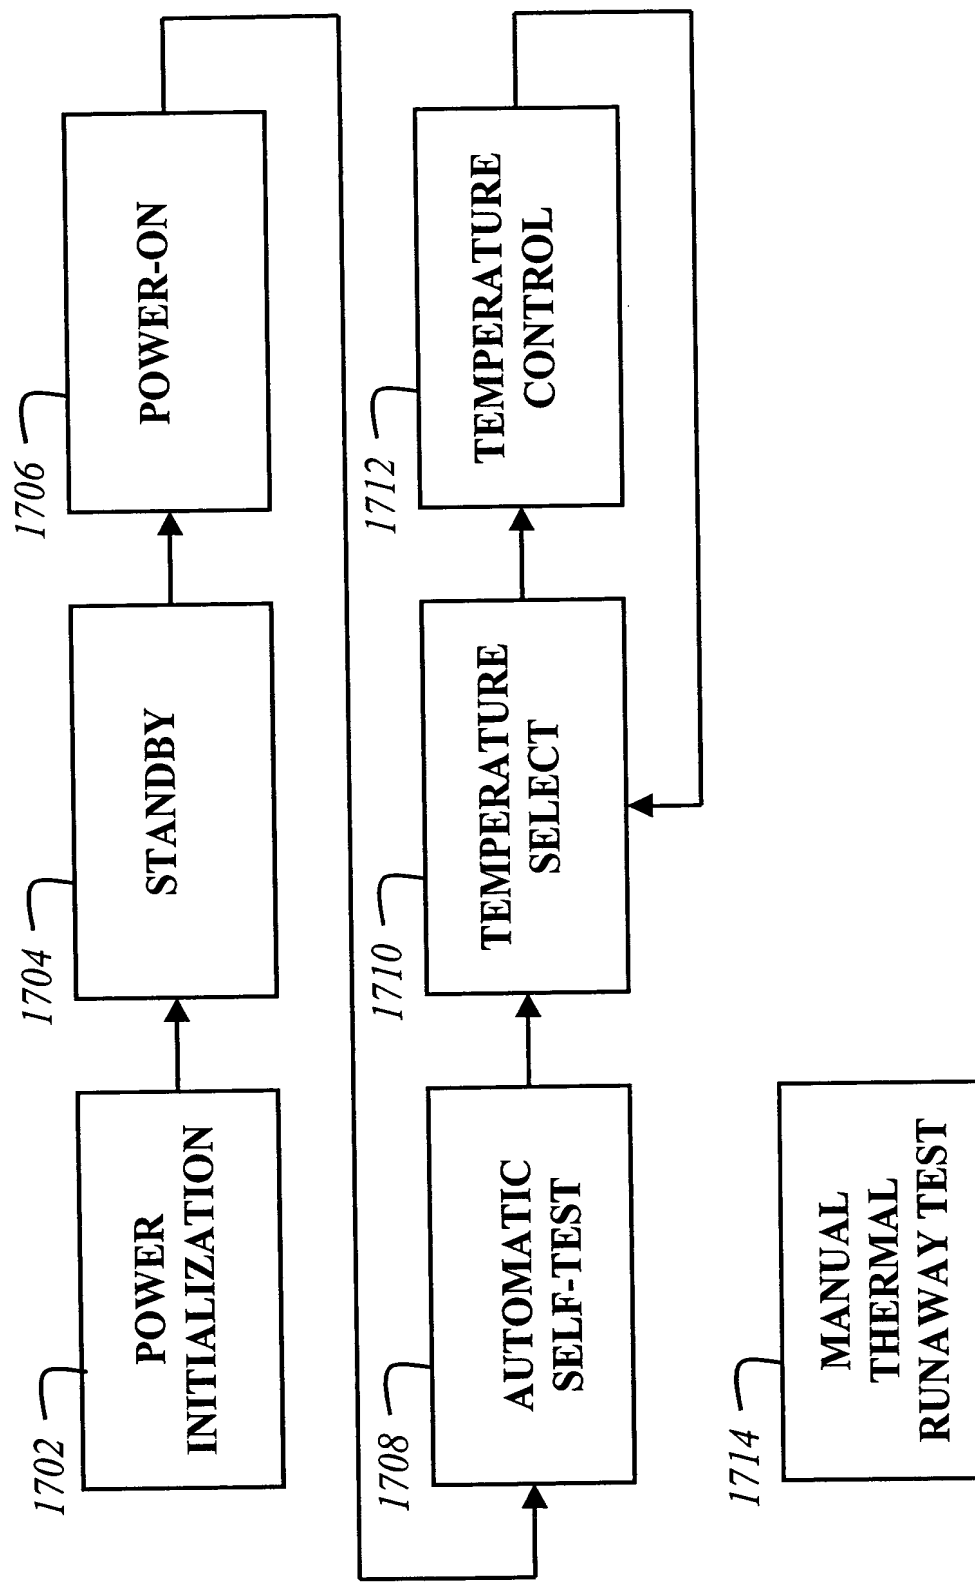 1702
POWER
INITIALIZATION
1704
STANDBY
1706
POWER-ON
1708
AUTOMATIC
SELF-TEST
1710
TEMPERATURE
SELECT
1712
TEMPERATURE
CONTROL
1714
MANUAL
THERMAL
RUNAWAY TEST